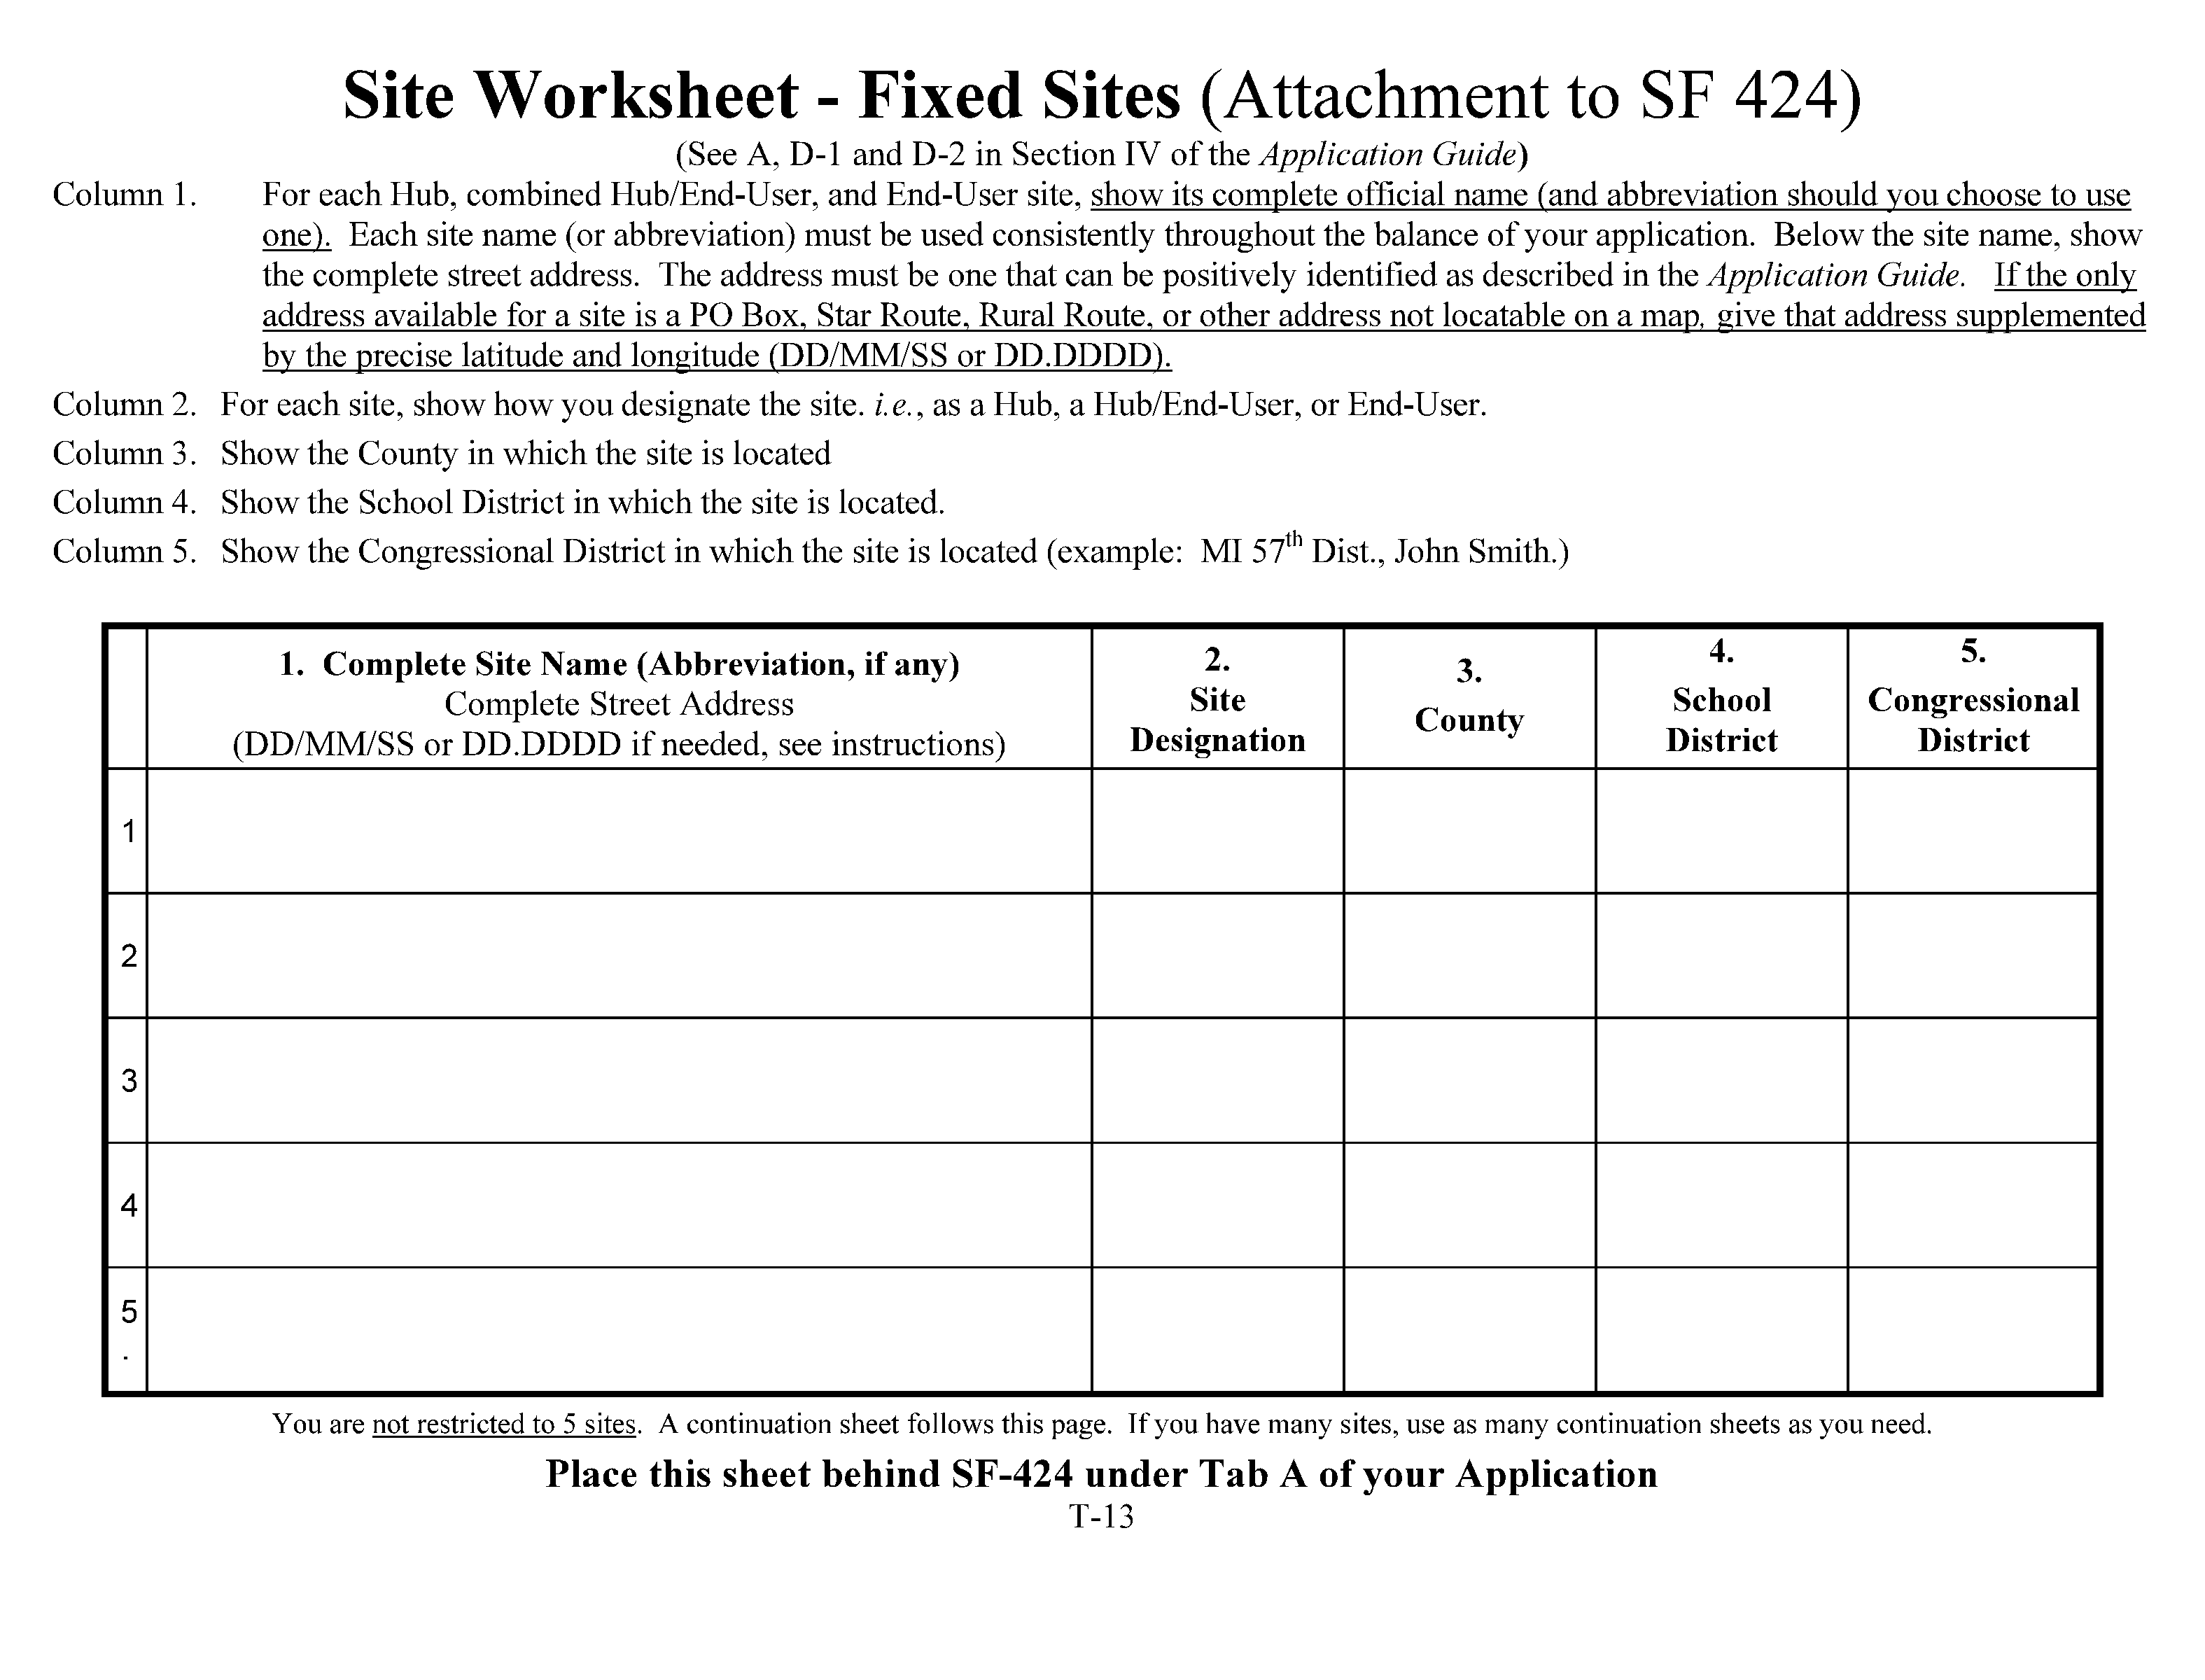 Site Worksheet - Fixed Sites (Attachment to SF 424)
(See A, D-1 and D-2 in Section IV of the Application Guide)
Column 1. For each Hub, combined Hub/End-User, and End-User site, show its complete official name (and abbreviation should you choose to use
one). Each site name (or abbreviation) must be used consistently throughout the balance of your application. Below the site name, show
the complete street address. The address must be one that can be positively identified as described in the Application Guide. If the only
address available for a site is a PO Box, Star Route, Rural Route, or other address not locatable on a map, give that address supplemented
by the precise latitude and longitude (DD/MM/SS or DD.DDDD).
Column 2. For each site, show how you designate the site. i.e., as a Hub, a Hub/End-User, or End-User.
Column 3. Show the County in which the site is located
Column 4. Show the School District in which the site is located.
Column 5. Show the Congressional District in which the site is located (example: MI 57th Dist., John Smith.)
1. Complete Site Name (Abbreviation, if any)
Complete Street Address
(DD/MM/SS or DD.DDDD if needed, see instructions)
2.
Site
Designation
3.
County
4.
School
District
5.
Congressional
District
1
2
3
4
5
.
You are not restricted to 5 sites. A continuation sheet follows this page. If you have many sites, use as many continuation sheets as you need.
Place this sheet behind SF-424 under Tab A of your Application
T-13